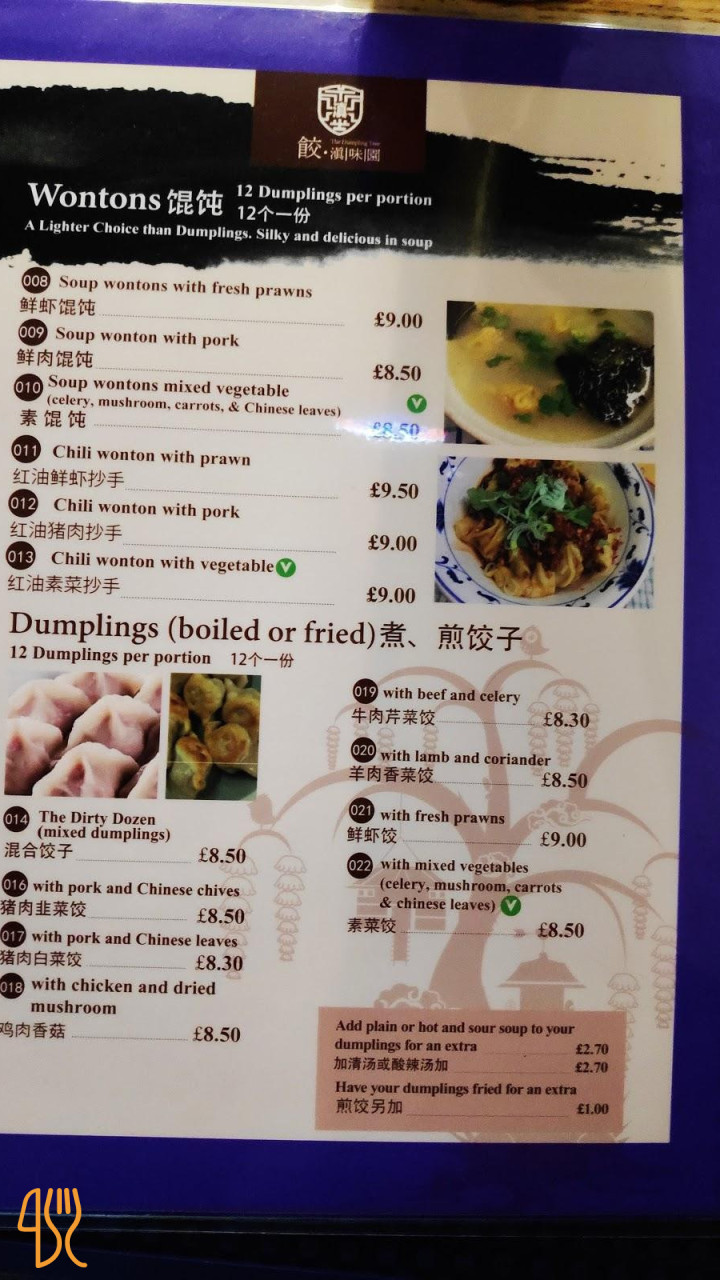 The Dumpling Tree
餃·滇味園
Wontons 馄饨
12 Dumplings per portion
12个一份
A Lighter Choice than Dumplings. Silky and delicious in soup
008 Soup wontons with fresh prawns
鲜虾馄饨 £9.00
009 Soup wonton with pork
鲜肉馄饨 £8.50
010 Soup wontons mixed vegetable
(celery, mushroom, carrots, & Chinese leaves) V
素馄饨 £8.50
011 Chili wonton with prawn
红油鲜虾抄手 £9.50
012 Chili wonton with pork
红油猪肉抄手 £9.00
013 Chili wonton with vegetable V
红油素菜抄手 £9.00
Dumplings (boiled or fried) 煮、煎饺子
12 Dumplings per portion 12个一份
014 The Dirty Dozen
(mixed dumplings)
混合饺子 £8.50
016 with pork and Chinese chives
猪肉韭菜饺 £8.50
017 with pork and Chinese leaves
猪肉白菜饺 £8.30
018 with chicken and dried
mushroom
鸡肉香菇 £8.50
019 with beef and celery
牛肉芹菜饺 £8.30
020 with lamb and coriander
羊肉香菜饺 £8.50
021 with fresh prawns
鲜虾饺 £9.00
022 with mixed vegetables
(celery, mushroom, carrots
& chinese leaves) V
素菜饺 £8.50
Add plain or hot and sour soup to your
dumplings for an extra £2.70
加清汤或酸辣汤加 £2.70
Have your dumplings fried for an extra
煎饺另加 £1.00